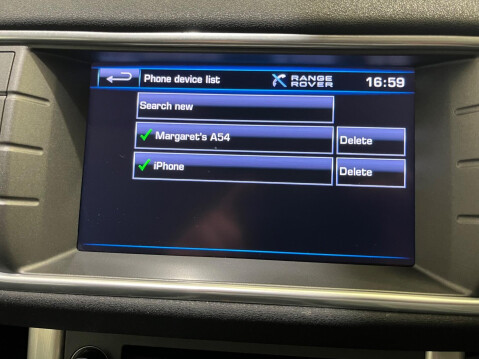 Phone device list
RANGE
ROVER
16:59
Search new
Margaret's A54
Delete
iPhone
Delete